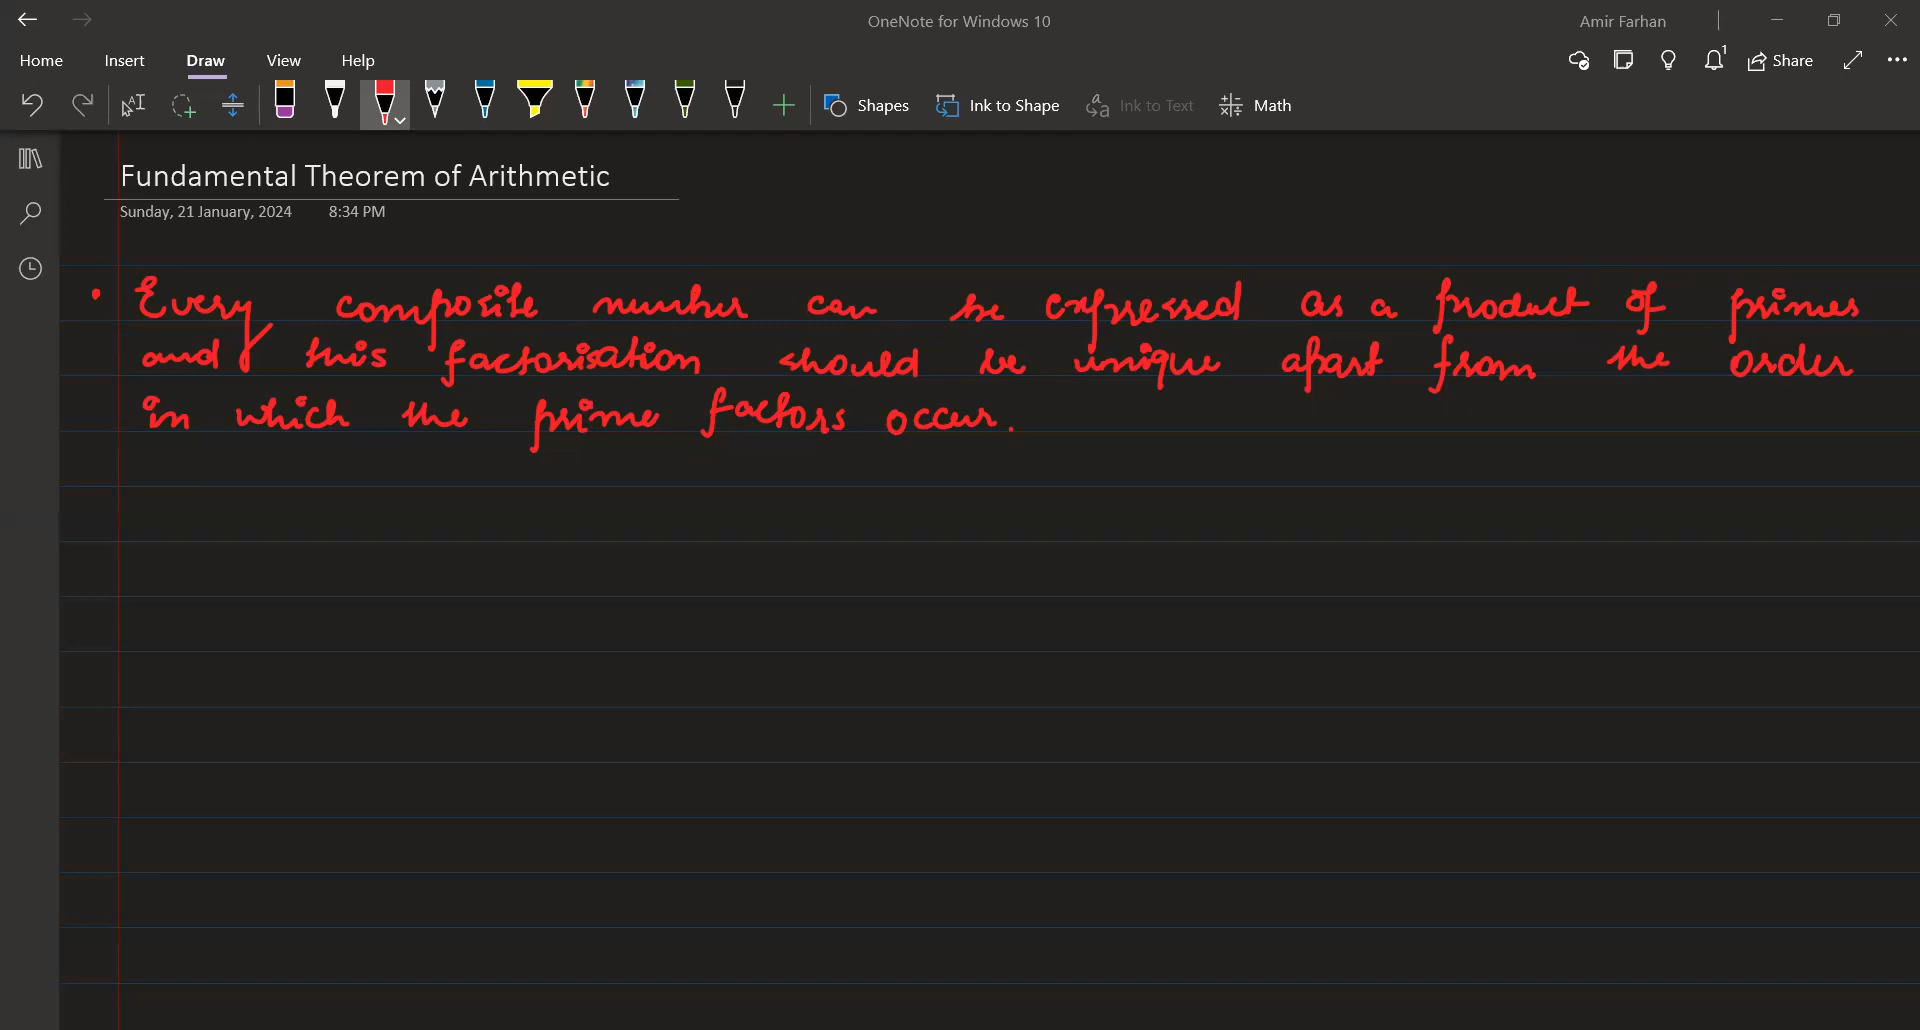 OneNote for Windows 10
Amir Farhan
Home Insert Draw View Help
1
Share
Shapes Ink to Shape Ink to Text Math
Fundamental Theorem of Arithmetic
Sunday, 21 January, 2024 8:34 PM
• Every composite number can be expressed as a product of primes
and this factorisation should be unique apart from the order
in which the prime factors occur.